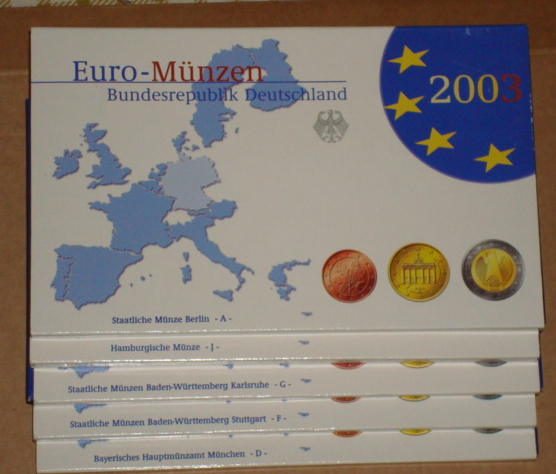 Euro-Münzen
Bundesrepublik Deutschland
2003
Staatliche Münze Berlin - A -
Hamburgische Münze - J -
Staatliche Münzen Baden-Württemberg Karlsruhe - G -
Staatliche Münzen Baden-Württemberg Stuttgart - F -
Bayerisches Hauptmünzamt München - D -